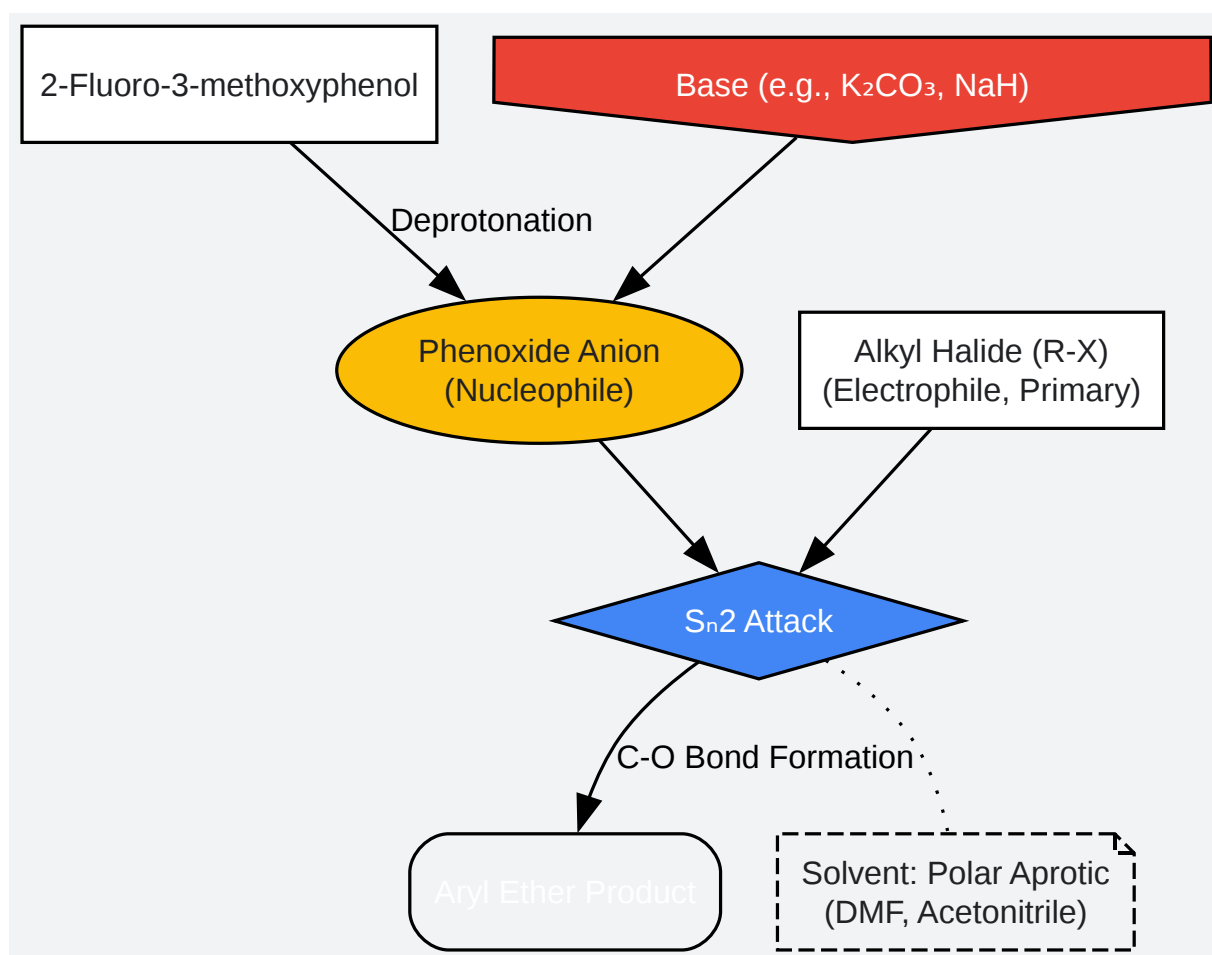 2-Fluoro-3-methoxyphenol
Base (e.g., K₂CO₃, NaH)
Deprotonation
Phenoxide Anion
(Nucleophile)
Alkyl Halide (R-X)
(Electrophile, Primary)
Sₙ2 Attack
C-O Bond Formation
Aryl Ether Product
Solvent: Polar Aprotic
(DMF, Acetonitrile)